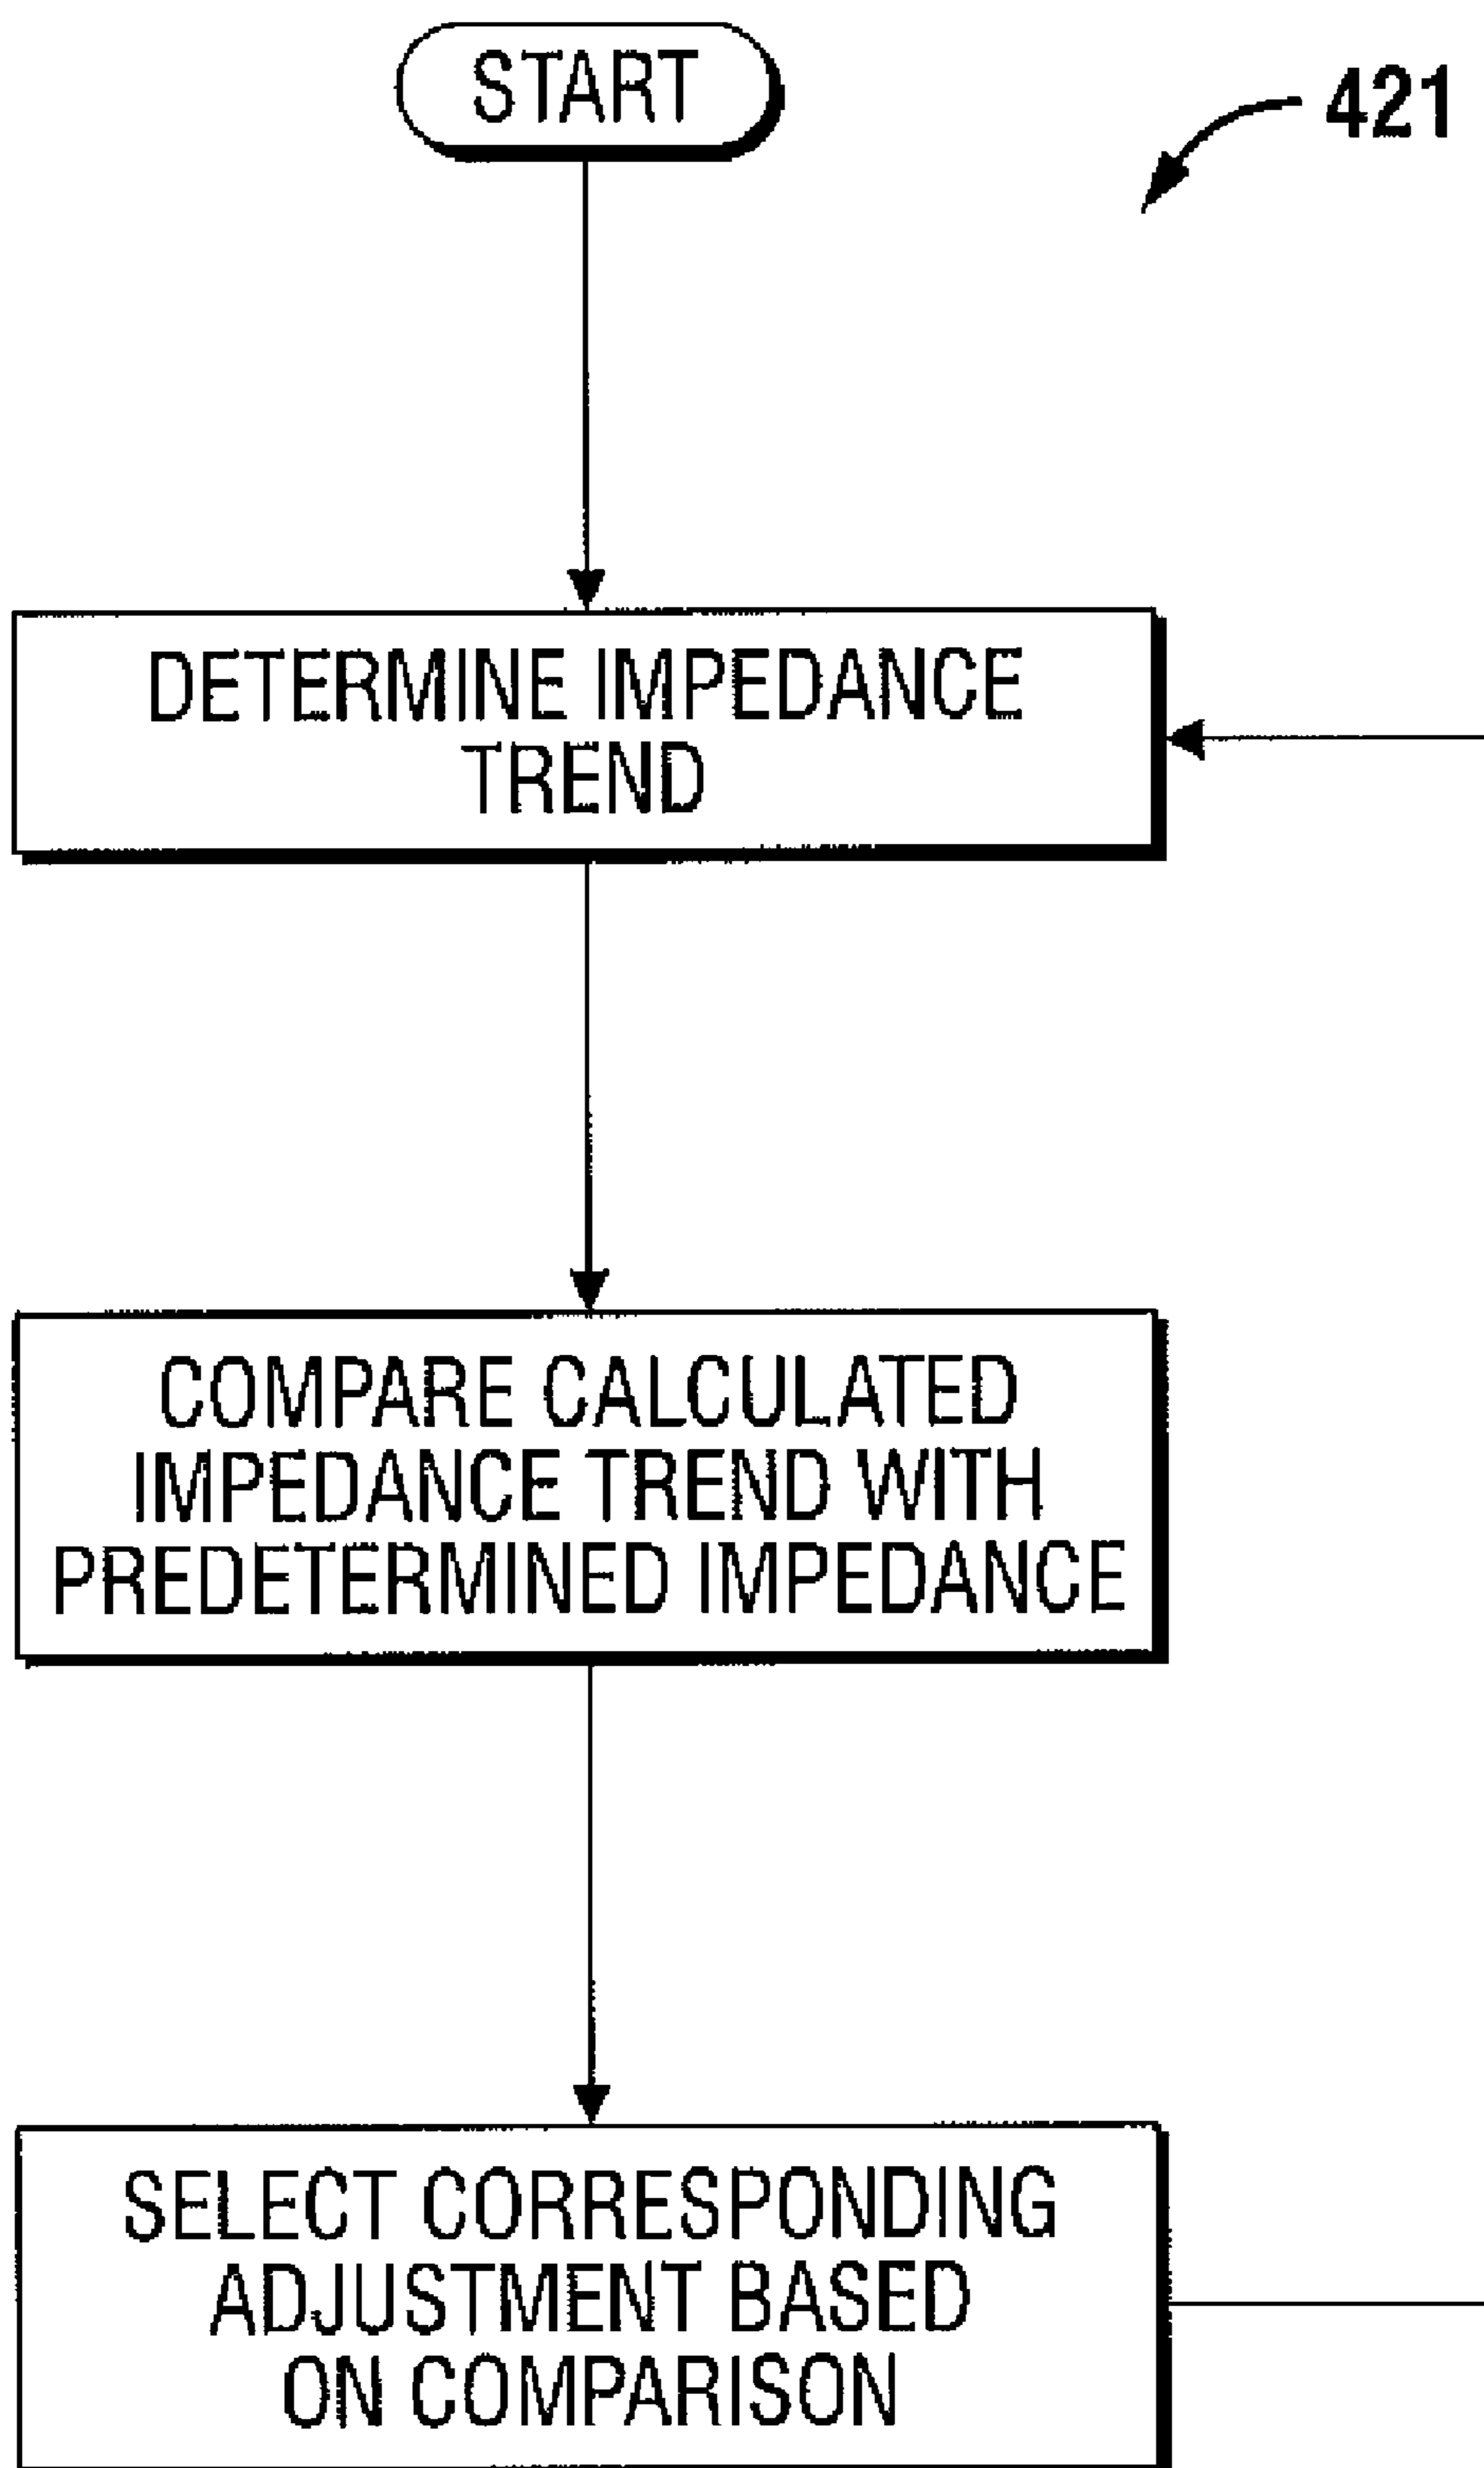 START
421
DETERMINE IMPEDANCE
TREND
COMPARE CALCULATED
IMPEDANCE TREND WITH
PREDETERMINED IMPEDANCE
SELECT CORRESPONDING
ADJUSTMENT BASED
ON COMPARISON